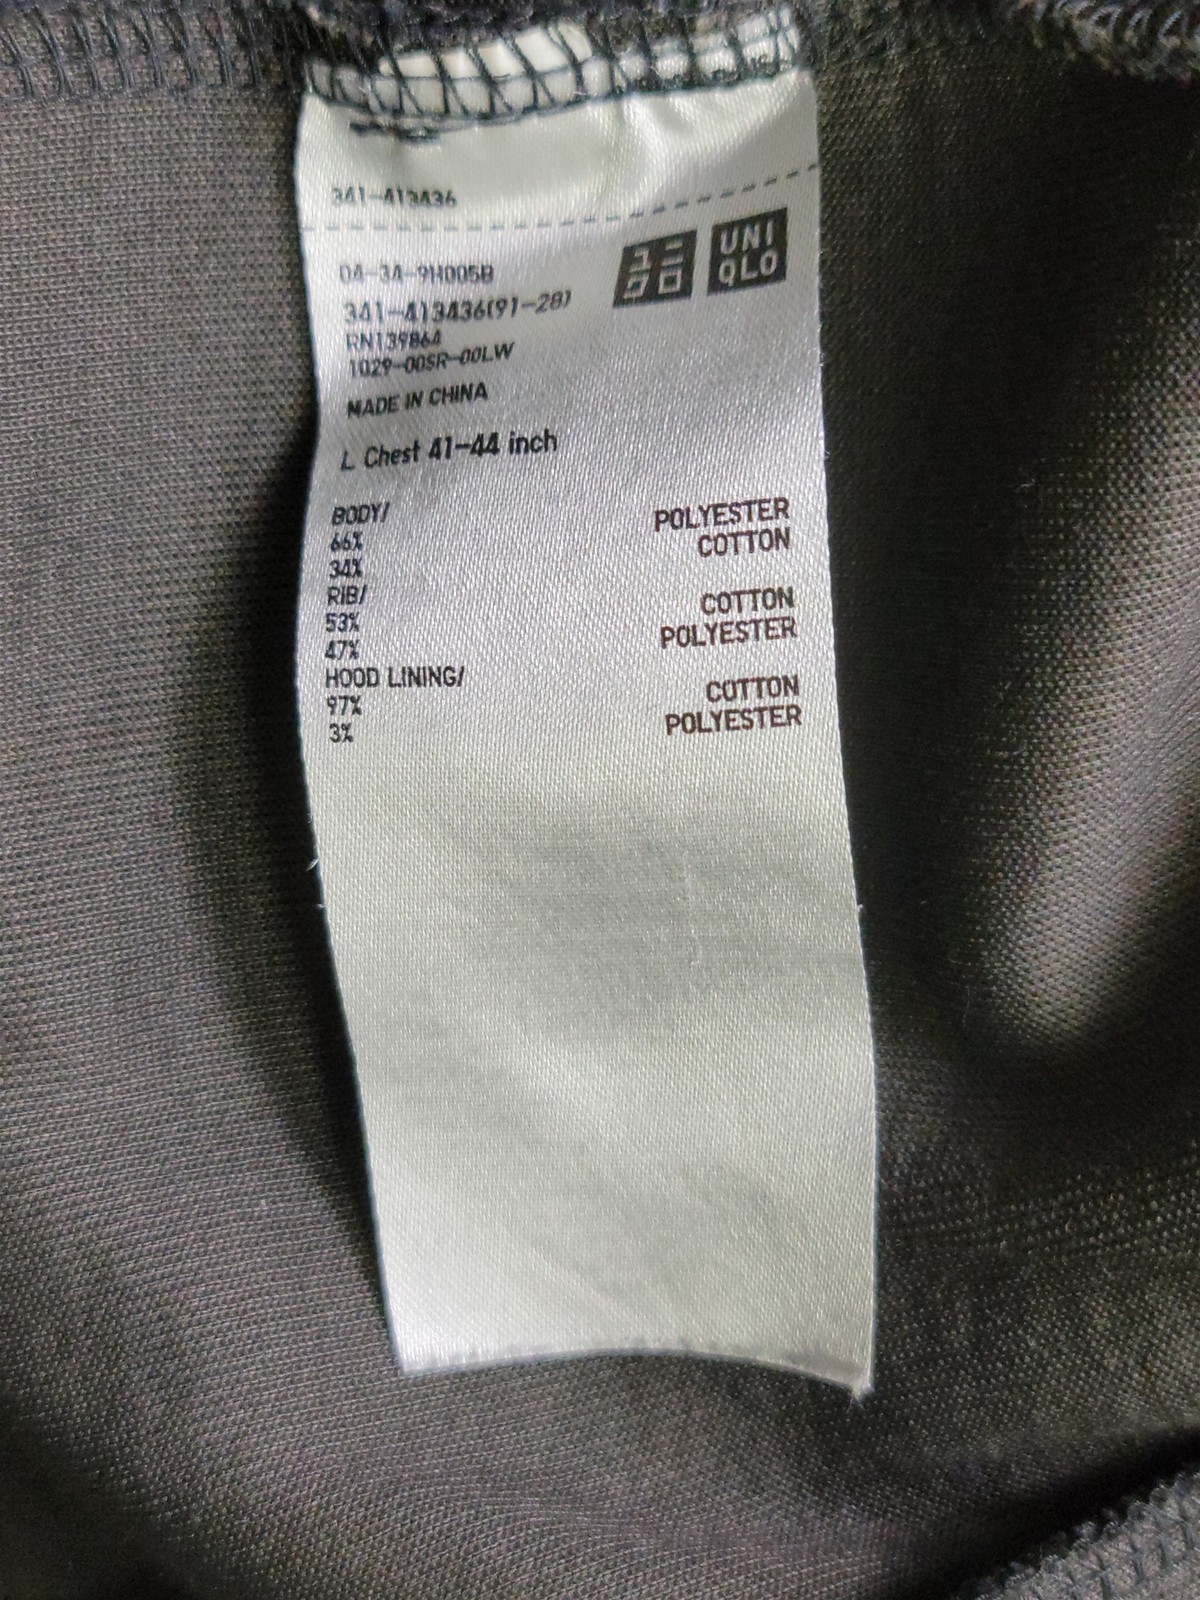 341-413436
ユニ
クロ
UNI
QLO
04-34-9H005B
341-413436(91-28)
RN139864
1029-00SR-00LW
MADE IN CHINA
L Chest 41-44 inch
BODY/
66% POLYESTER
34% COTTON
RIB/
53% COTTON
47% POLYESTER
HOOD LINING/
97% COTTON
3% POLYESTER